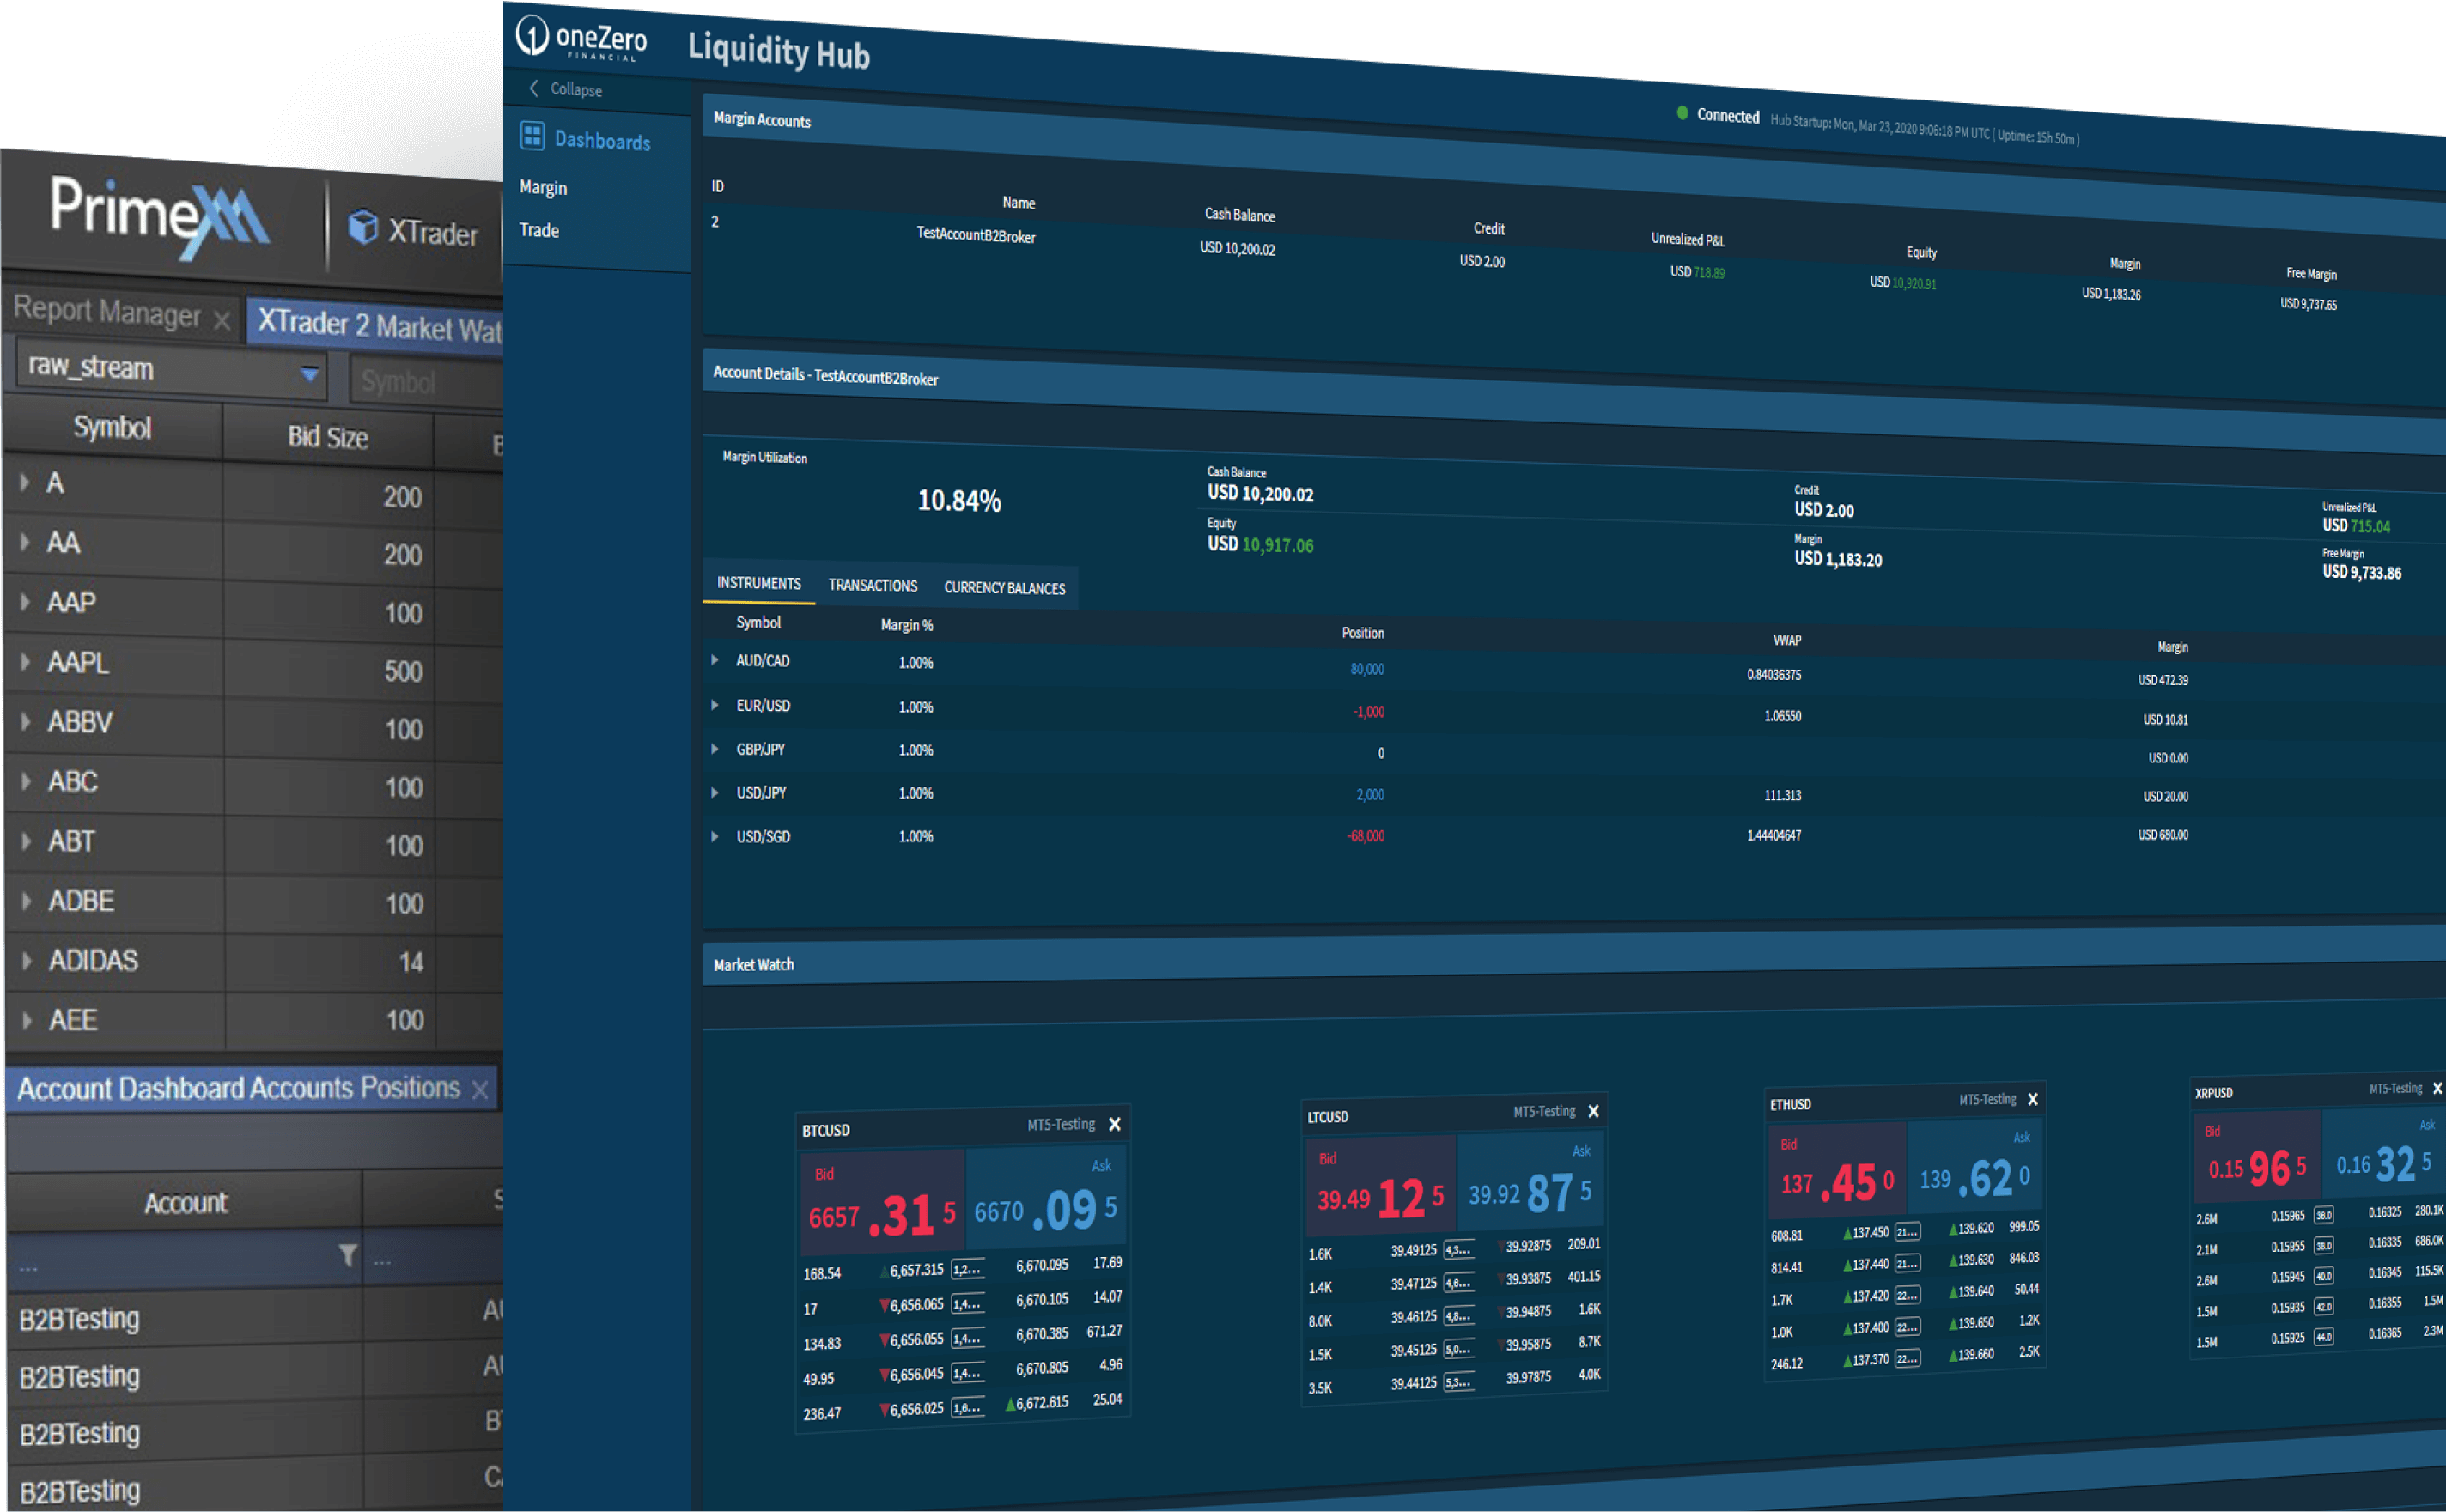 PrimeXM
XTrader
Report Manager
XTrader 2 Market Wat
raw_stream
Symbol
Symbol Bid Size B
A 200
AA 200
AAP 100
AAPL 500
ABBV 100
ABC 100
ABT 100
ADBE 100
ADIDAS 14
AEE 100
Account Dashboard Accounts Positions
Account S
... ...
B2BTesting AU
B2BTesting AU
B2BTesting BT
B2BTesting CA
oneZero
FINANCIAL
Liquidity Hub
Collapse
Connected Hub Startup: Mon, Mar 23, 2020 9:06:18 PM UTC ( Uptime: 15h 50m )
Dashboards
Margin
Trade
Margin Accounts
ID Name Cash Balance Credit Unrealized P&L Equity Margin Free Margin
2 TestAccountB2Broker USD 10,200.02 USD 2.00 USD 718.89 USD 10,920.91 USD 1,183.26 USD 9,737.65
Account Details - TestAccountB2Broker
Margin Utilization
10.84%
Cash Balance
USD 10,200.02
Equity
USD 10,917.06
Credit
USD 2.00
Margin
USD 1,183.20
Unrealized P&L
USD 715.04
Free Margin
USD 9,733.86
INSTRUMENTS TRANSACTIONS CURRENCY BALANCES
Symbol Margin % Position VWAP Margin
AUD/CAD 1.00% 80,000 0.84036375 USD 472.39
EUR/USD 1.00% -1,000 1.06550 USD 10.81
GBP/JPY 1.00% 0 USD 0.00
USD/JPY 1.00% 2,000 111.313 USD 20.00
USD/SGD 1.00% -68,000 1.44404647 USD 680.00
Market Watch
BTCUSD MT5-Testing
Bid Ask
6657 .31 5 6670 .09 5
168.54 6,657.315 1,2... 6,670.095 17.69
17 6,656.065 1,4... 6,670.105 14.07
134.83 6,656.055 1,4... 6,670.385 671.27
49.95 6,656.045 1,4... 6,670.805 4.96
236.47 6,656.025 1,6... 6,672.615 25.04
LTCUSD MT5-Testing
Bid Ask
39.49 12 5 39.92 87 5
1.6K 39.49125 4,3... 39.92875 209.01
1.4K 39.47125 4,6... 39.93875 401.15
8.0K 39.46125 4,8... 39.94875 1.6K
1.5K 39.45125 5,0... 39.95875 8.7K
3.5K 39.44125 5,3... 39.97875 4.0K
ETHUSD MT5-Testing
Bid Ask
137 .45 0 139 .62 0
608.81 137.450 21... 139.620 999.05
814.41 137.440 21... 139.630 846.03
1.7K 137.420 22... 139.640 50.44
1.0K 137.400 22... 139.650 1.2K
246.12 137.370 22... 139.660 2.5K
XRPUSD MT5-Testing
Bid Ask
0.15 96 5 0.16 32 5
2.6M 0.15965 36.0 0.16325 280.1K
2.1M 0.15955 38.0 0.16335 686.0K
2.6M 0.15945 40.0 0.16345 115.5K
1.5M 0.15935 42.0 0.16355 1.5M
1.5M 0.15925 44.0 0.16365 2.3M